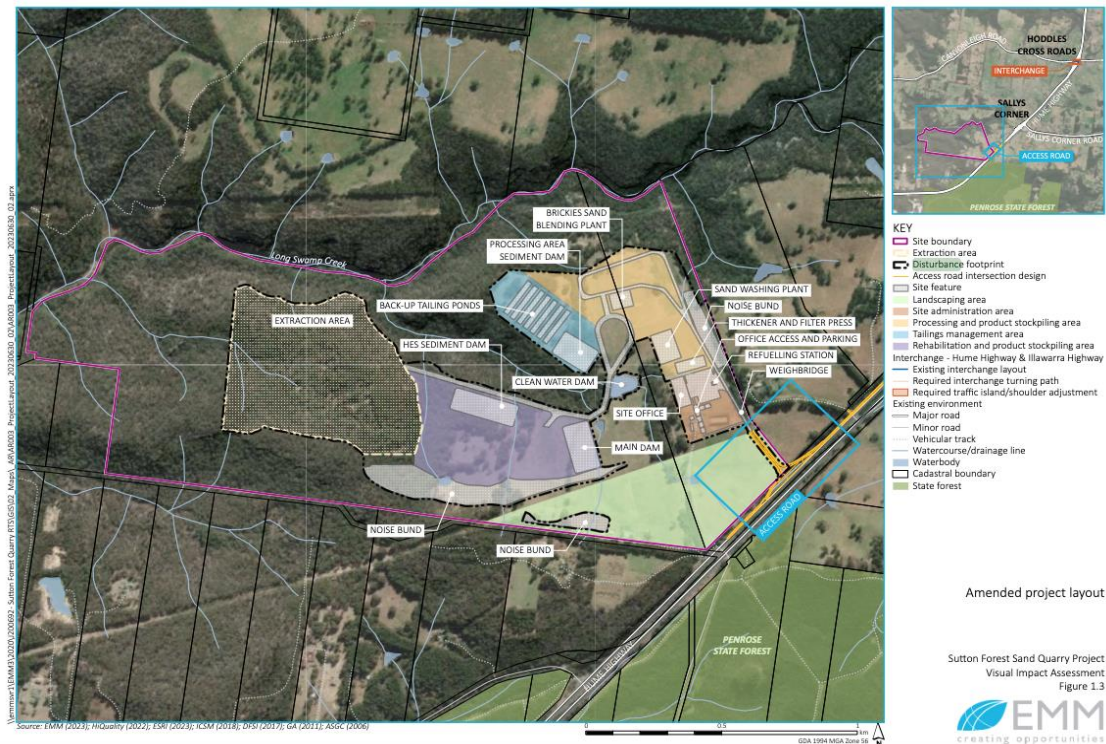 CANYONLEIGH ROAD
HODDLES
CROSS ROADS
INTERCHANGE
SALLYS
CORNER
HUME HIGHWAY
SALLYS CORNER ROAD
ACCESS ROAD
PENROSE STATE FOREST
Long Swamp Creek
BRICKIES SAND
BLENDING PLANT
PROCESSING AREA
SEDIMENT DAM
SAND WASHING PLANT
NOISE BUND
BACK-UP TAILING PONDS
THICKENER AND FILTER PRESS
EXTRACTION AREA
OFFICE ACCESS AND PARKING
HES SEDIMENT DAM
REFUELLING STATION
WEIGHBRIDGE
CLEAN WATER DAM
SITE OFFICE
MAIN DAM
ACCESS ROAD
NOISE BUND
NOISE BUND
PENROSE
STATE FOREST
HUME HIGHWAY
KEY
Site boundary
Extraction area
Disturbance footprint
Access road intersection design
Site feature
Landscaping area
Site administration area
Processing and product stockpiling area
Tailings management area
Rehabilitation and product stockpiling area
Interchange - Hume Highway & Illawarra Highway
Existing interchange layout
Required interchange turning path
Required traffic island/shoulder adjustment
Existing environment
Major road
Minor road
Vehicular track
Watercourse/drainage line
Waterbody
Cadastral boundary
State forest
Amended project layout
Sutton Forest Sand Quarry Project
Visual Impact Assessment
Figure 1.3
EMM
creating opportunities
Source: EMM (2023); HiQuality (2022); ESRI (2023); ICSM (2018); DFSI (2017); GA (2011); ASGC (2006)
0 0.5 1
km
GDA 1994 MGA Zone 56 N